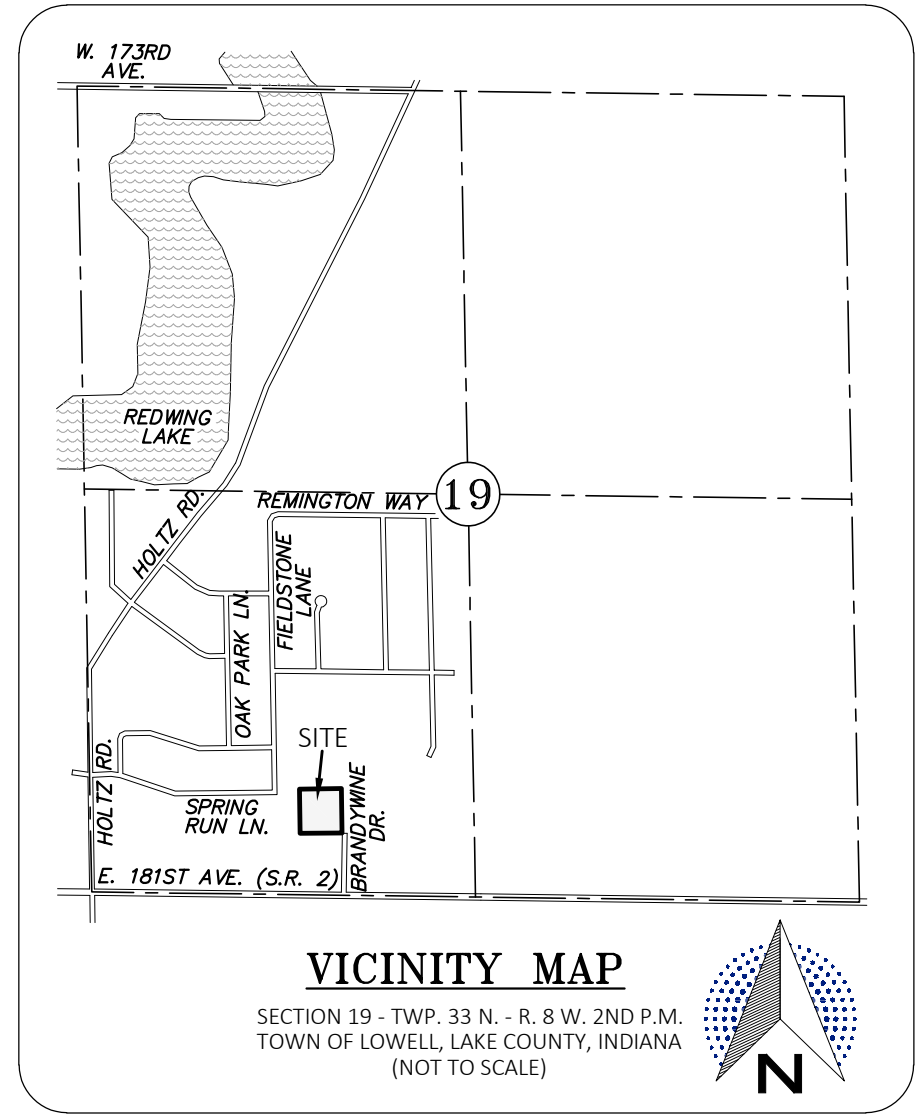 W. 173RD
AVE.
REDWING
LAKE
HOLTZ RD.
REMINGTON WAY
19
FIELDSTONE
LANE
OAK PARK LN.
SITE
HOLTZ RD.
SPRING
RUN LN.
BRANDYWINE
DR.
E. 181ST AVE. (S.R. 2)
VICINITY MAP
SECTION 19 - TWP. 33 N. - R. 8 W. 2ND P.M.
TOWN OF LOWELL, LAKE COUNTY, INDIANA
(NOT TO SCALE)
N